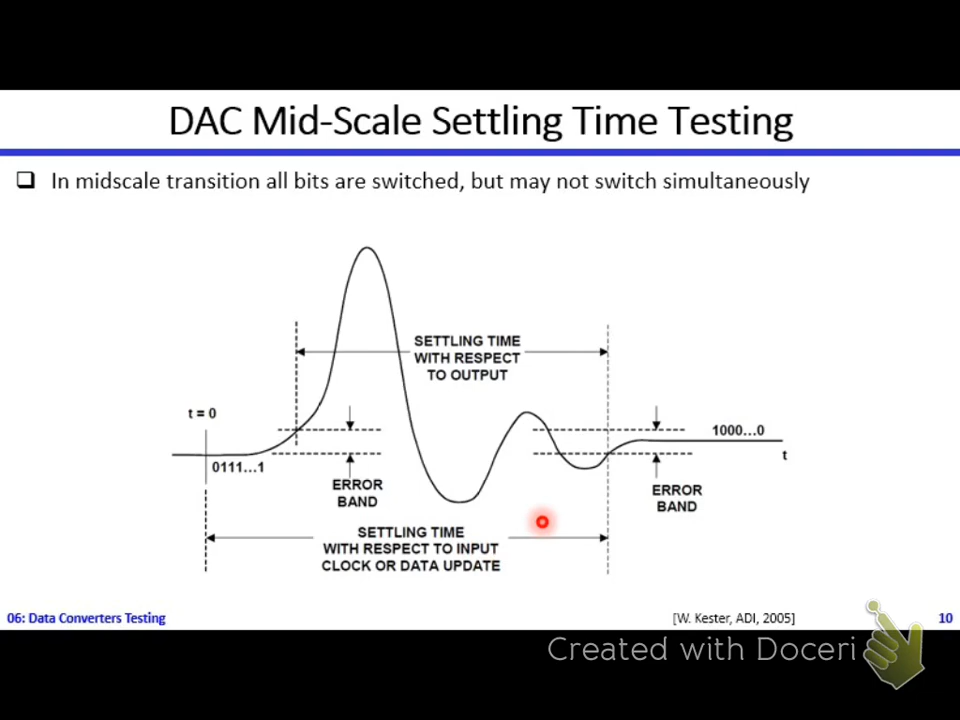 DAC Mid-Scale Settling Time Testing
In midscale transition all bits are switched, but may not switch simultaneously
SETTLING TIME
WITH RESPECT
TO OUTPUT
t = 0
0111...1
1000...0
t
ERROR
BAND
ERROR
BAND
SETTLING TIME
WITH RESPECT TO INPUT
CLOCK OR DATA UPDATE
06: Data Converters Testing
[W. Kester, ADI, 2005]
10
Created with Doceri